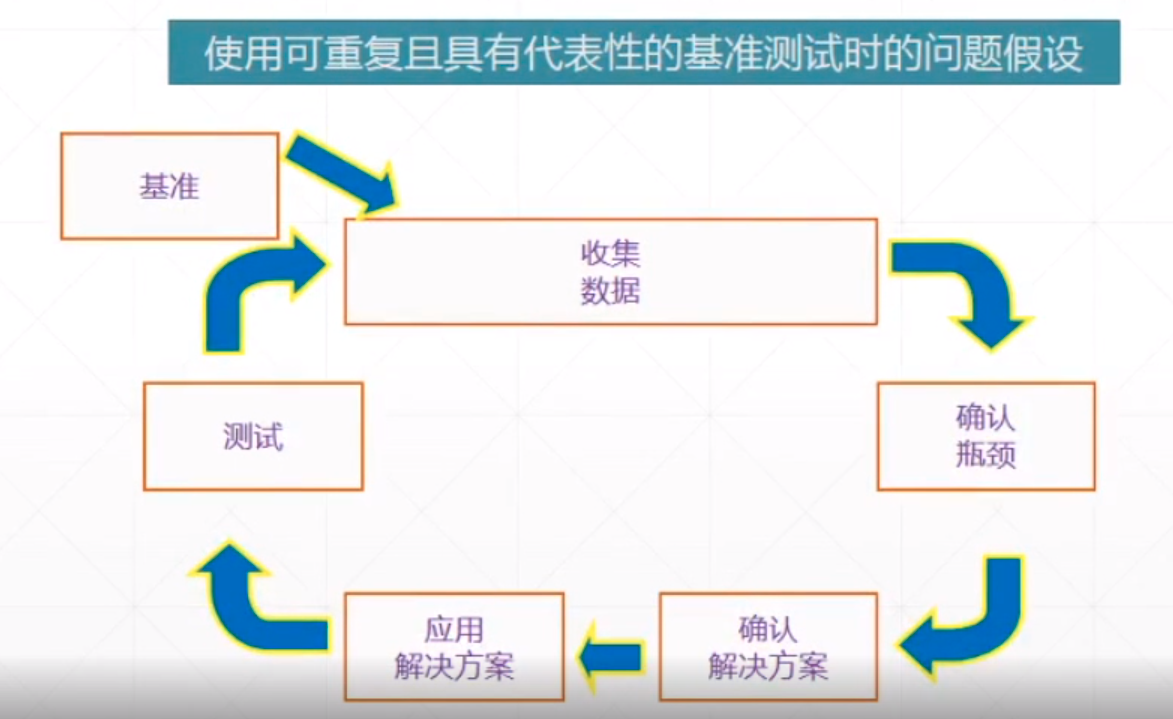 使用可重复且具有代表性的基准测试时的问题假设
基准
收集
数据
确认
瓶颈
测试
应用
解决方案
确认
解决方案